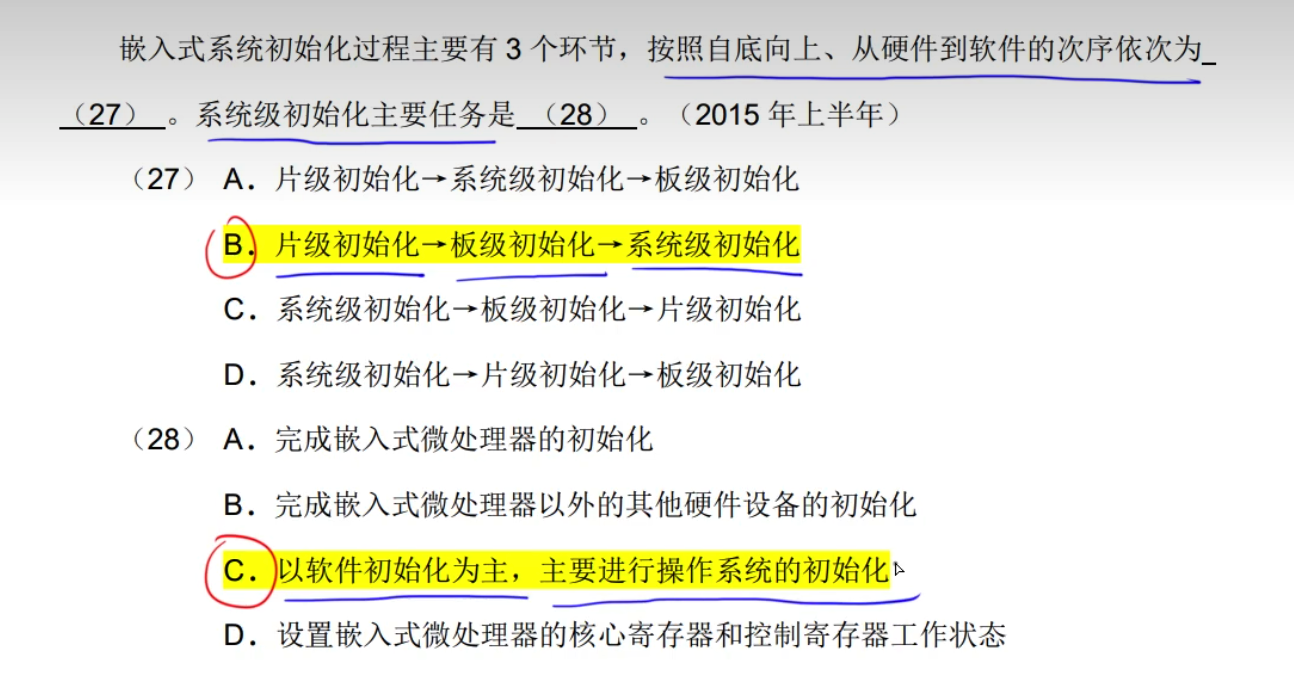 嵌入式系统初始化过程主要有 3 个环节，按照自底向上、从硬件到软件的次序依次为_
（27）。系统级初始化主要任务是（28）。（2015 年上半年）
（27） A．片级初始化→系统级初始化→板级初始化
B．片级初始化→板级初始化→系统级初始化
C．系统级初始化→板级初始化→片级初始化
D．系统级初始化→片级初始化→板级初始化
（28） A．完成嵌入式微处理器的初始化
B．完成嵌入式微处理器以外的其他硬件设备的初始化
C．以软件初始化为主，主要进行操作系统的初始化
D．设置嵌入式微处理器的核心寄存器和控制寄存器工作状态